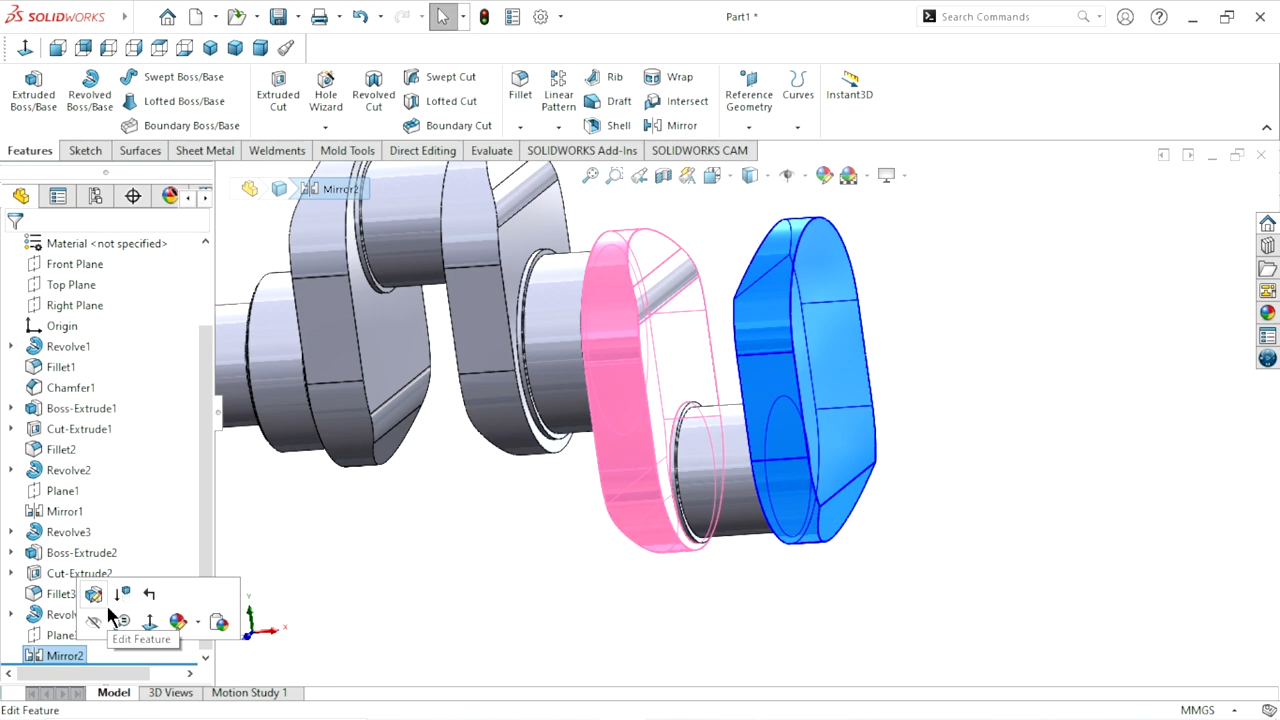 SOLIDWORKS
Part1 *
Search Commands
Extruded Boss/Base
Revolved Boss/Base
Swept Boss/Base
Lofted Boss/Base
Boundary Boss/Base
Extruded Cut
Hole Wizard
Revolved Cut
Swept Cut
Lofted Cut
Boundary Cut
Fillet
Linear Pattern
Rib
Draft
Shell
Wrap
Intersect
Mirror
Reference Geometry
Curves
Instant3D
Features
Sketch
Surfaces
Sheet Metal
Weldments
Mold Tools
Direct Editing
Evaluate
SOLIDWORKS Add-Ins
SOLIDWORKS CAM
Mirror2
Material <not specified>
Front Plane
Top Plane
Right Plane
Origin
Revolve1
Fillet1
Chamfer1
Boss-Extrude1
Cut-Extrude1
Fillet2
Revolve2
Plane1
Mirror1
Revolve3
Boss-Extrude2
Cut-Extrude2
Fillet3
Revolv
Plane
Mirror2
Edit Feature
Y
X
Model
3D Views
Motion Study 1
Edit Feature
MMGS